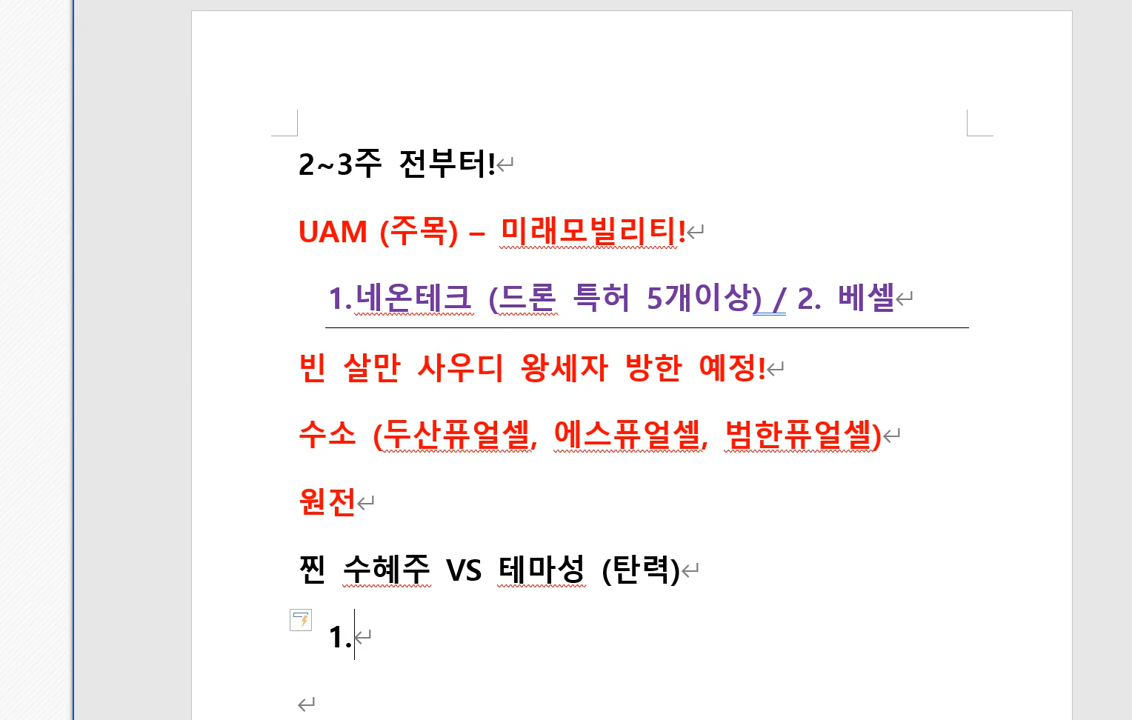 2~3주 전부터!
UAM (주목) – 미래모빌리티!
1.네온테크 (드론 특허 5개이상) / 2. 베셀
빈 살만 사우디 왕세자 방한 예정!
수소 (두산퓨얼셀, 에스퓨얼셀, 범한퓨얼셀)
원전
찐 수혜주 VS 테마성 (탄력)
1.